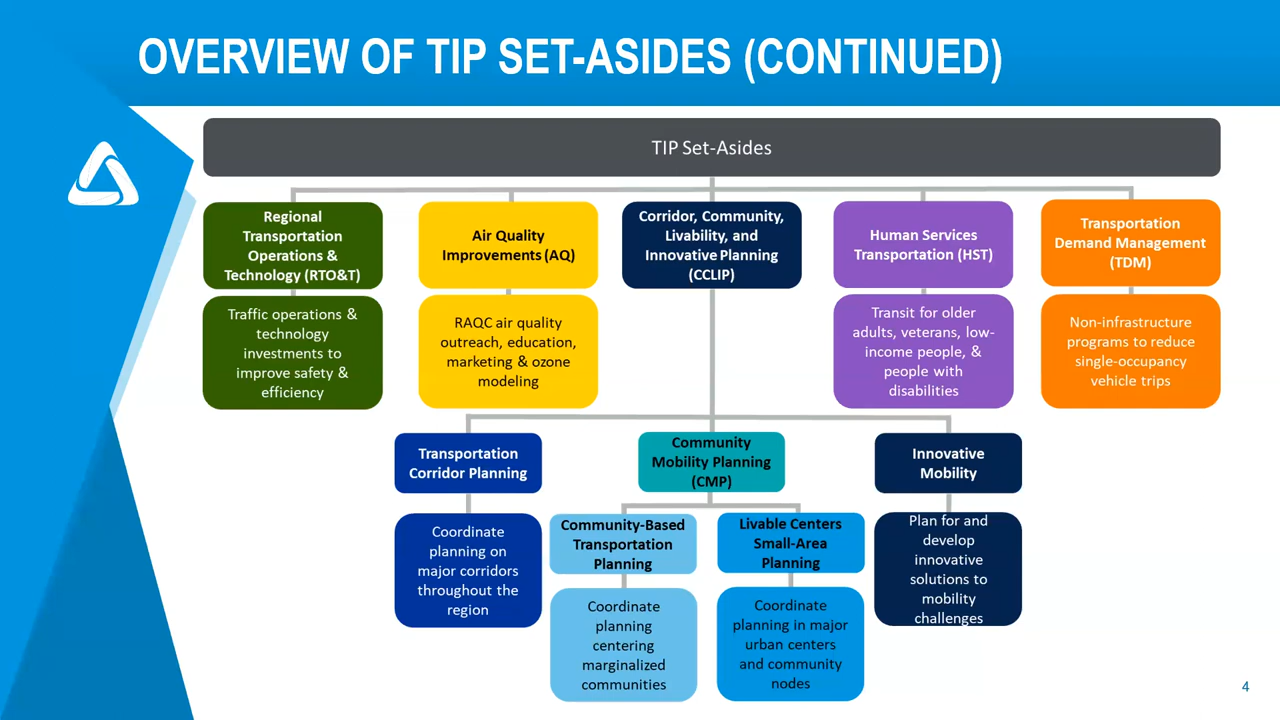 OVERVIEW OF TIP SET-ASIDES (CONTINUED)
TIP Set-Asides
Regional
Transportation
Operations &
Technology (RTO&T)
Traffic operations &
technology
investments to
improve safety &
efficiency
Air Quality
Improvements (AQ)
RAQC air quality
outreach, education,
marketing & ozone
modeling
Corridor, Community,
Livability, and
Innovative Planning
(CCLIP)
Human Services
Transportation (HST)
Transit for older
adults, veterans, low-
income people, &
people with
disabilities
Transportation
Demand Management
(TDM)
Non-infrastructure
programs to reduce
single-occupancy
vehicle trips
Transportation
Corridor Planning
Coordinate
planning on
major corridors
throughout the
region
Community
Mobility Planning
(CMP)
Community-Based
Transportation
Planning
Coordinate
planning
centering
marginalized
communities
Livable Centers
Small-Area
Planning
Coordinate
planning in major
urban centers
and community
nodes
Innovative
Mobility
Plan for and
develop
innovative
solutions to
mobility
challenges
4